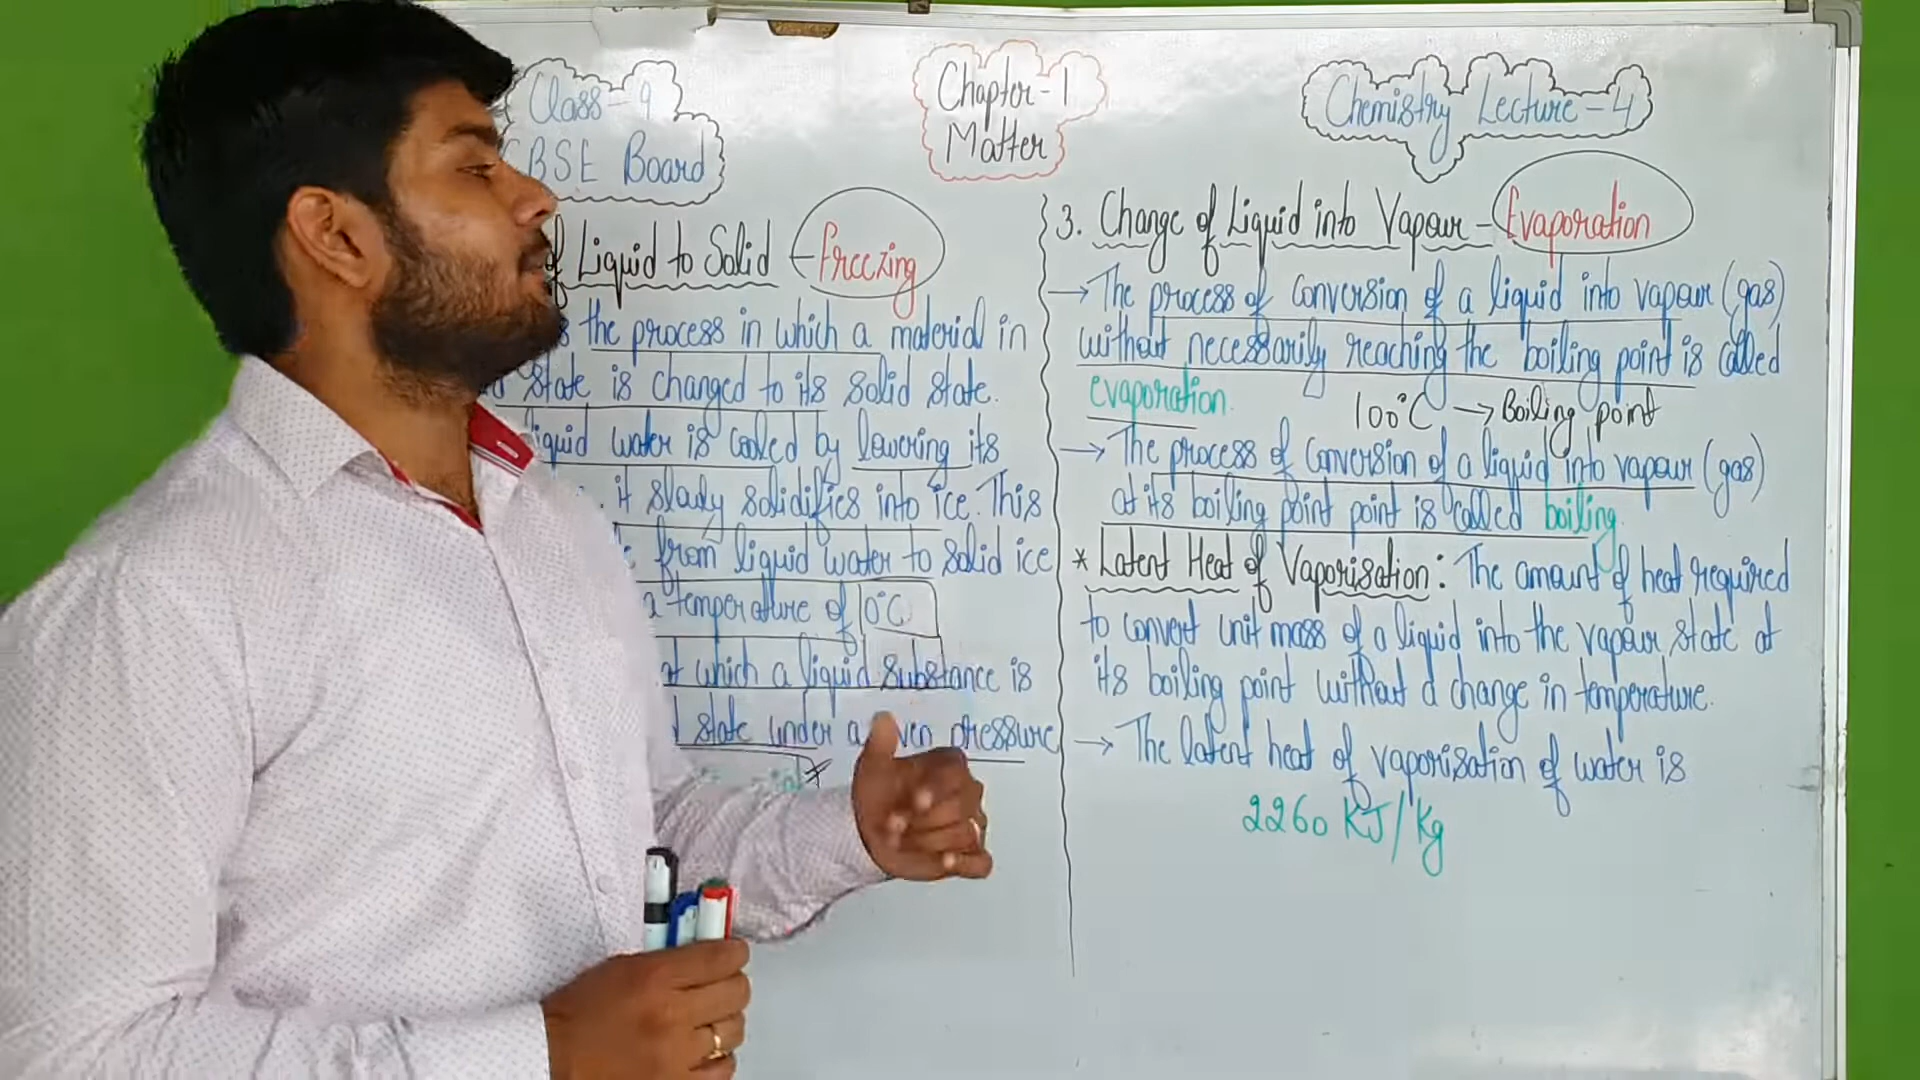 Class-9
CBSE Board
Chapter-1
Matter
Chemistry Lecture-4
of Liquid to Solid - Freezing
the process in which a material in
state is changed to its solid state.
liquid water is cooled by lowering its
it slowly solidifies into ice. This
from liquid water to solid ice
a temperature of 0°C
at which a liquid substance is
state under a given pressure
3. Change of Liquid into Vapour - Evaporation
→ The process of conversion of a liquid into vapour (gas)
without necessarily reaching the boiling point is called
evaporation.
100°C → Boiling point
→ The process of conversion of a liquid into vapour (gas)
at its boiling point point is called boiling.
* Latent Heat of Vaporisation: The amount of heat required
to convert unit mass of a liquid into the vapour state at
its boiling point without a change in temperature.
→ The latent heat of vaporisation of water is
2260 KJ/Kg